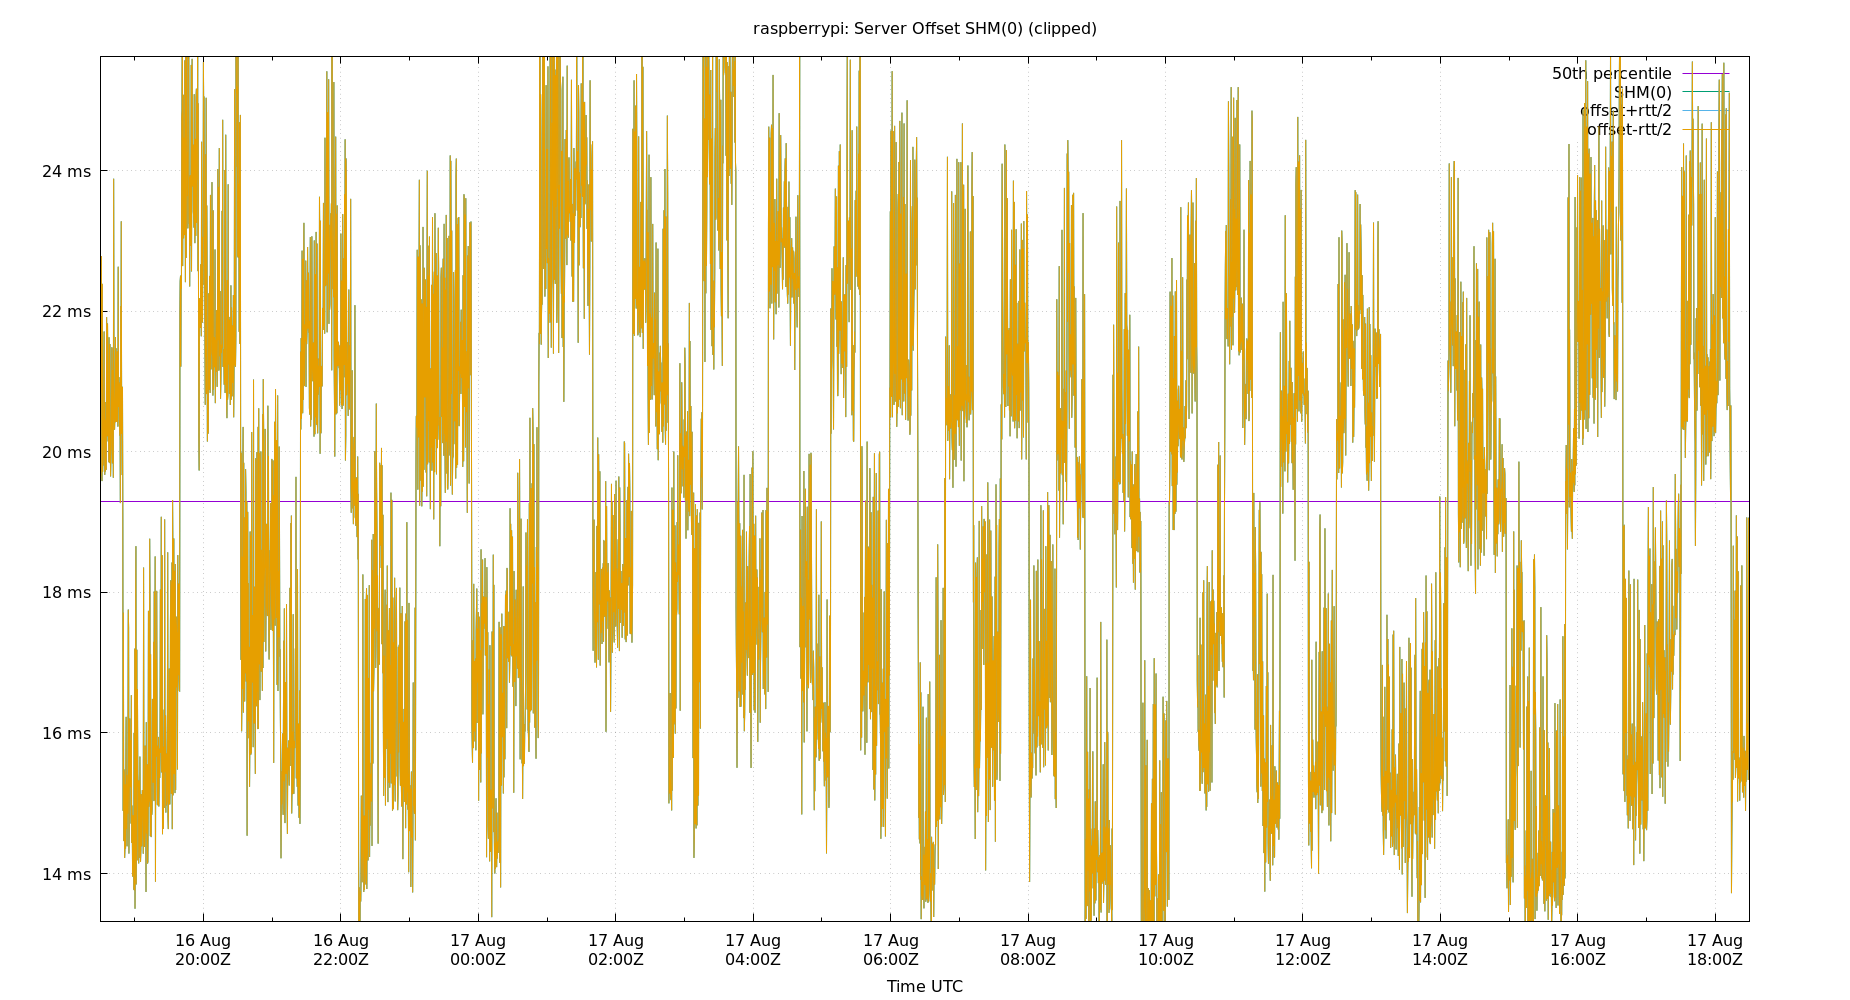 raspberrypi: Server Offset SHM(0) (clipped)
50th percentile
SHM(0)
offset+rtt/2
offset-rtt/2
24 ms
22 ms
20 ms
18 ms
16 ms
14 ms
16 Aug 16 Aug 17 Aug 17 Aug 17 Aug 17 Aug 17 Aug 17 Aug 17 Aug 17 Aug 17 Aug 17 Aug
20:00Z 22:00Z 00:00Z 02:00Z 04:00Z 06:00Z 08:00Z 10:00Z 12:00Z 14:00Z 16:00Z 18:00Z
Time UTC